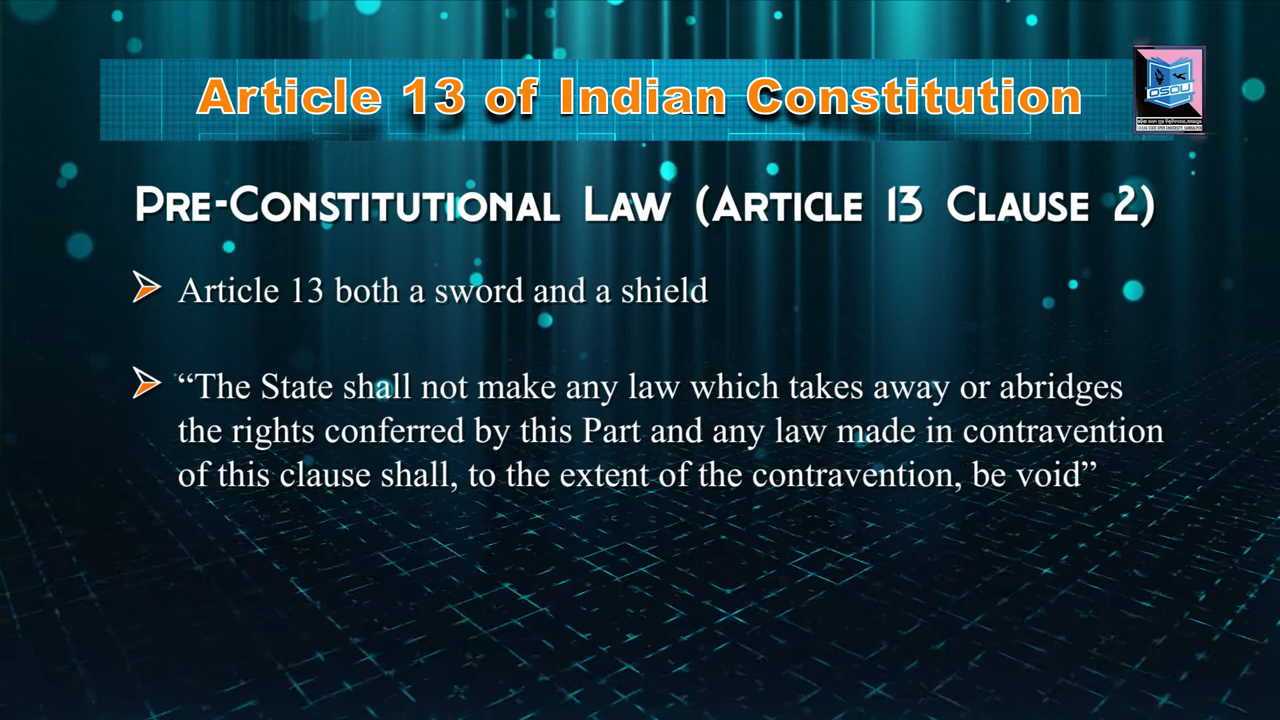 Article 13 of Indian Constitution
OSOU
PRE-CONSTITUTIONAL LAW (ARTICLE 13 CLAUSE 2)
Article 13 both a sword and a shield
“The State shall not make any law which takes away or abridges
the rights conferred by this Part and any law made in contravention
of this clause shall, to the extent of the contravention, be void”